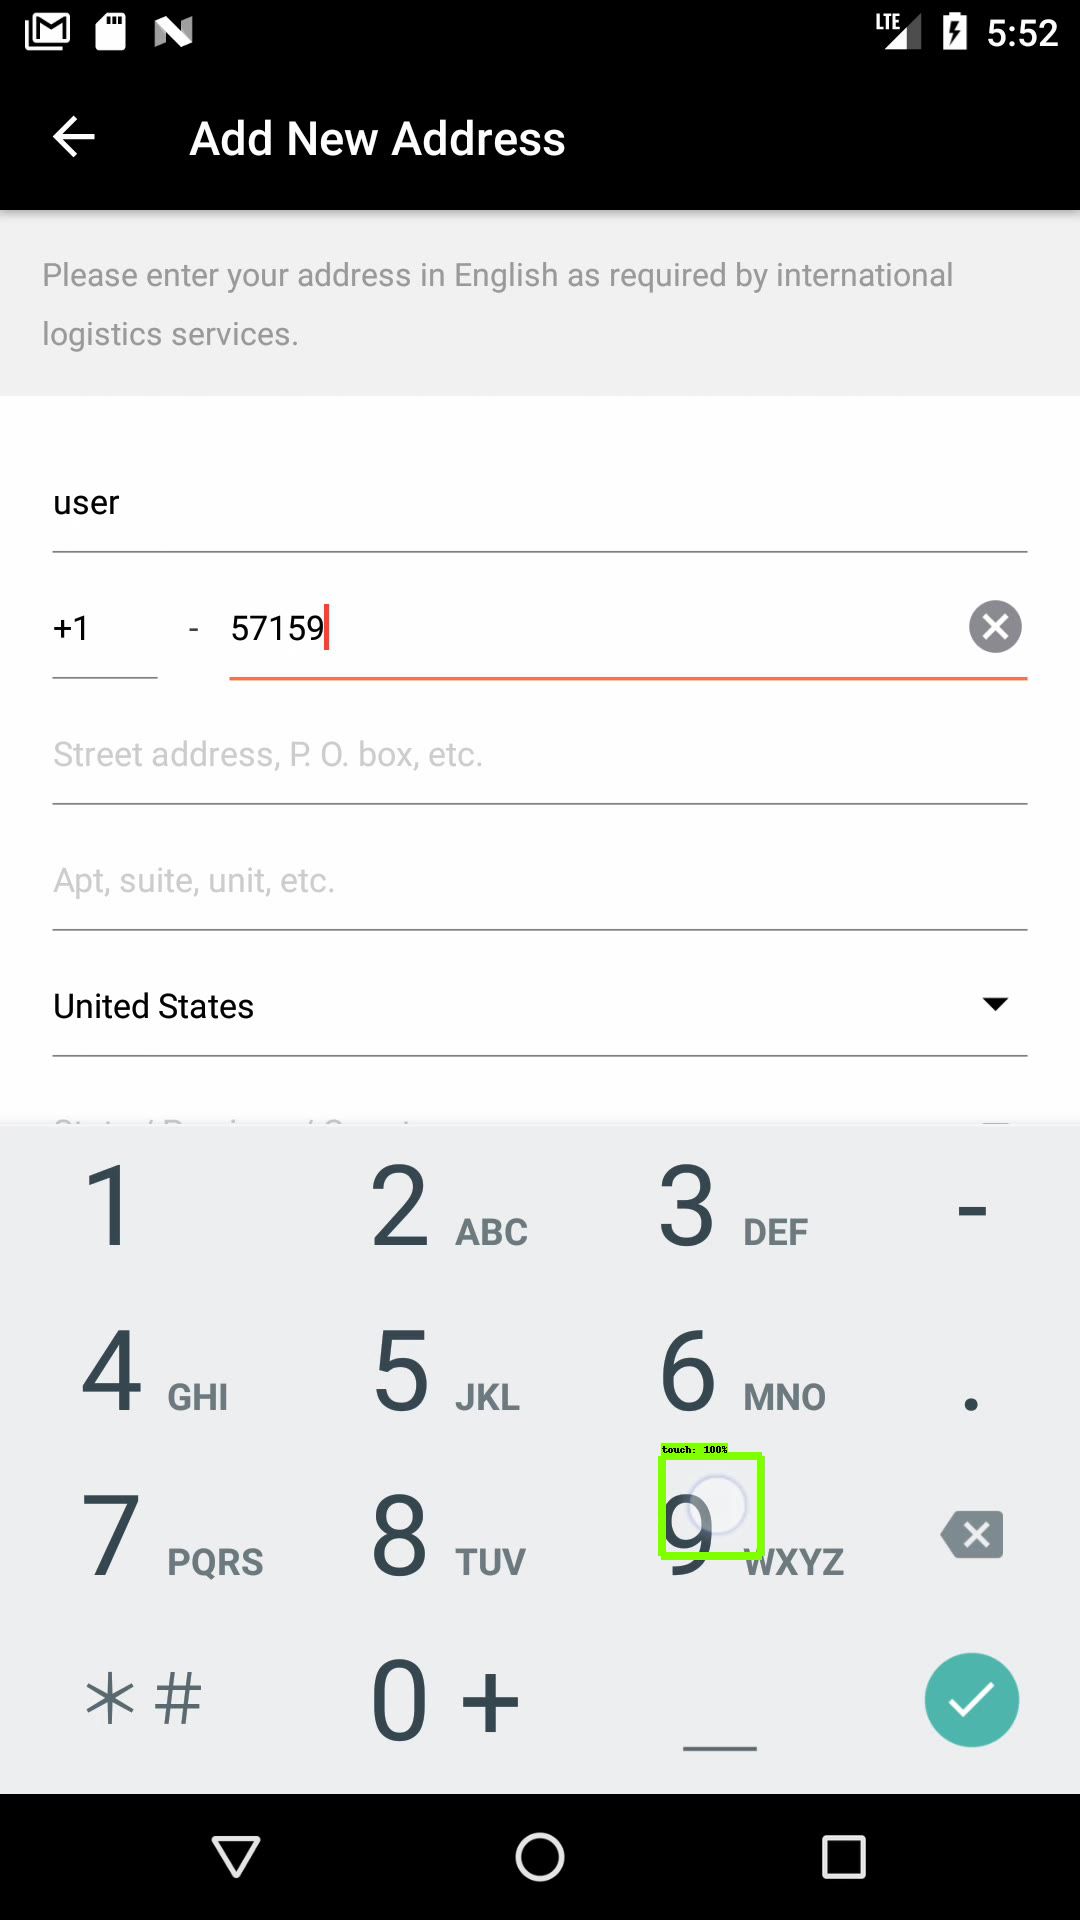 LTE 5:52
Add New Address
Please enter your address in English as required by international
logistics services.
user
+1 - 57159
Street address, P. O. box, etc.
Apt, suite, unit, etc.
United States
1 2 ABC 3 DEF -
4 GHI 5 JKL 6 MNO .
touch: 100%
7 PQRS 8 TUV 9 WXYZ
* # 0 + _